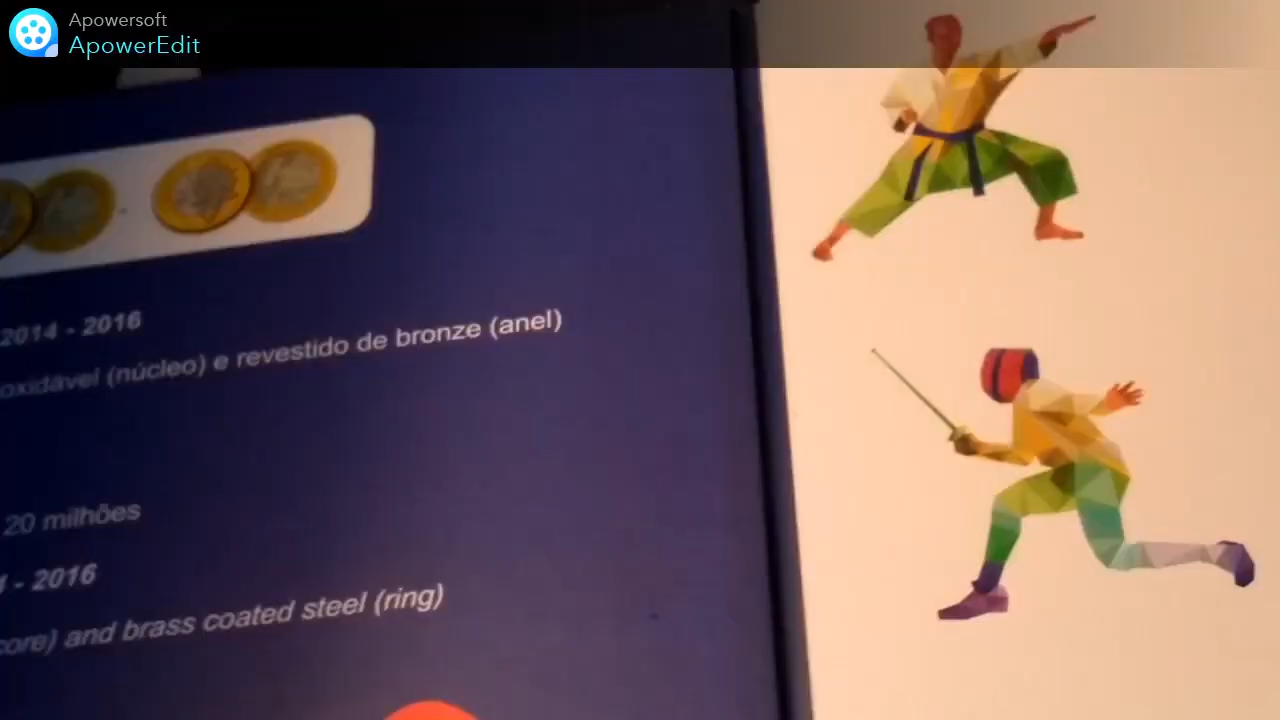 Apowersoft
ApowerEdit
2014 - 2016
oxidável (núcleo) e revestido de bronze (anel)
20 milhões
- 2016
core) and brass coated steel (ring)